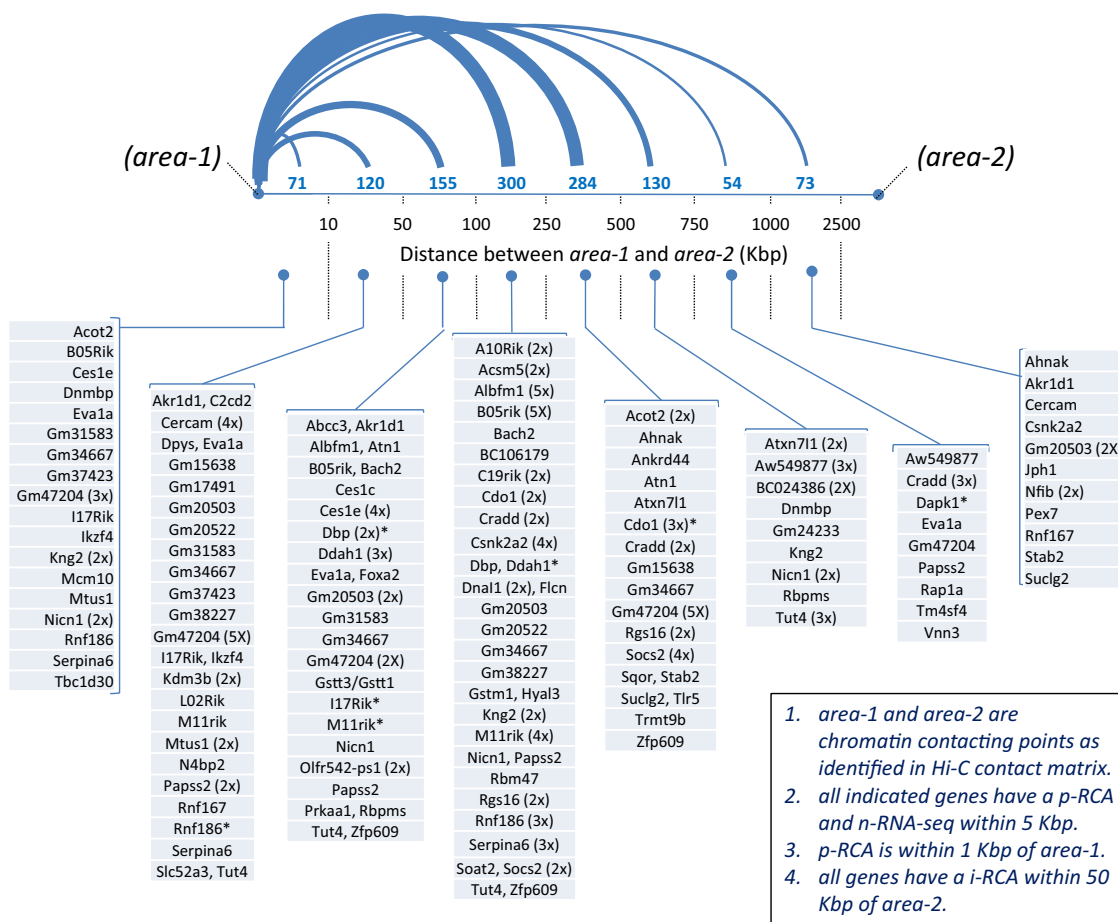 (area-1)
(area-2)
71 120 155 300 284 130 54 73
10 50 100 250 500 750 1000 2500
Distance between area-1 and area-2 (Kbp)
Acot2
B05Rik
Ces1e
Dnmbp
Eva1a
Gm31583
Gm34667
Gm37423
Gm47204 (3x)
I17Rik
Ikzf4
Kng2 (2x)
Mcm10
Mtus1
Nicn1 (2x)
Rnf186
Serpina6
Tbc1d30
Akr1d1, C2cd2
Cercam (4x)
Dpys, Eva1a
Gm15638
Gm17491
Gm20503
Gm20522
Gm31583
Gm34667
Gm37423
Gm38227
Gm47204 (5X)
I17Rik, Ikzf4
Kdm3b (2x)
L02Rik
M11rik
Mtus1 (2x)
N4bp2
Papss2 (2x)
Rnf167
Rnf186*
Serpina6
Slc52a3, Tut4
Abcc3, Akr1d1
Albfm1, Atn1
B05rik, Bach2
Ces1c
Ces1e (4x)
Dbp (2x)*
Ddah1 (3x)
Eva1a, Foxa2
Gm20503 (2x)
Gm31583
Gm34667
Gm47204 (2X)
Gstt3/Gstt1
I17Rik*
M11rik*
Nicn1
Olfr542-ps1 (2x)
Papss2
Prkaa1, Rbpms
Tut4, Zfp609
A10Rik (2x)
Acsm5(2x)
Albfm1 (5x)
B05rik (5X)
Bach2
BC106179
C19rik (2x)
Cdo1 (2x)
Cradd (2x)
Csnk2a2 (4x)
Dbp, Ddah1*
Dnal1 (2x), Flcn
Gm20503
Gm20522
Gm34667
Gm38227
Gstm1, Hyal3
Kng2 (2x)
M11rik (4x)
Nicn1, Papss2
Rbm47
Rgs16 (2x)
Rnf186 (3x)
Serpina6 (3x)
Soat2, Socs2 (2x)
Tut4, Zfp609
Acot2 (2x)
Ahnak
Ankrd44
Atn1
Atxn7l1
Cdo1 (3x)*
Cradd (2x)
Gm15638
Gm34667
Gm47204 (5X)
Rgs16 (2x)
Socs2 (4x)
Sqor, Stab2
Suclg2, Tlr5
Trmt9b
Zfp609
Atxn7l1 (2x)
Aw549877 (3x)
BC024386 (2X)
Dnmbp
Gm24233
Kng2
Nicn1 (2x)
Rbpms
Tut4 (3x)
Aw549877
Cradd (3x)
Dapk1*
Eva1a
Gm47204
Papss2
Rap1a
Tm4sf4
Vnn3
Ahnak
Akr1d1
Cercam
Csnk2a2
Gm20503 (2X
Jph1
Nfib (2x)
Pex7
Rnf167
Stab2
Suclg2
1. area-1 and area-2 are
chromatin contacting points as
identified in Hi-C contact matrix.
2. all indicated genes have a p-RCA
and n-RNA-seq within 5 Kbp.
3. p-RCA is within 1 Kbp of area-1.
4. all genes have a i-RCA within 50
Kbp of area-2.